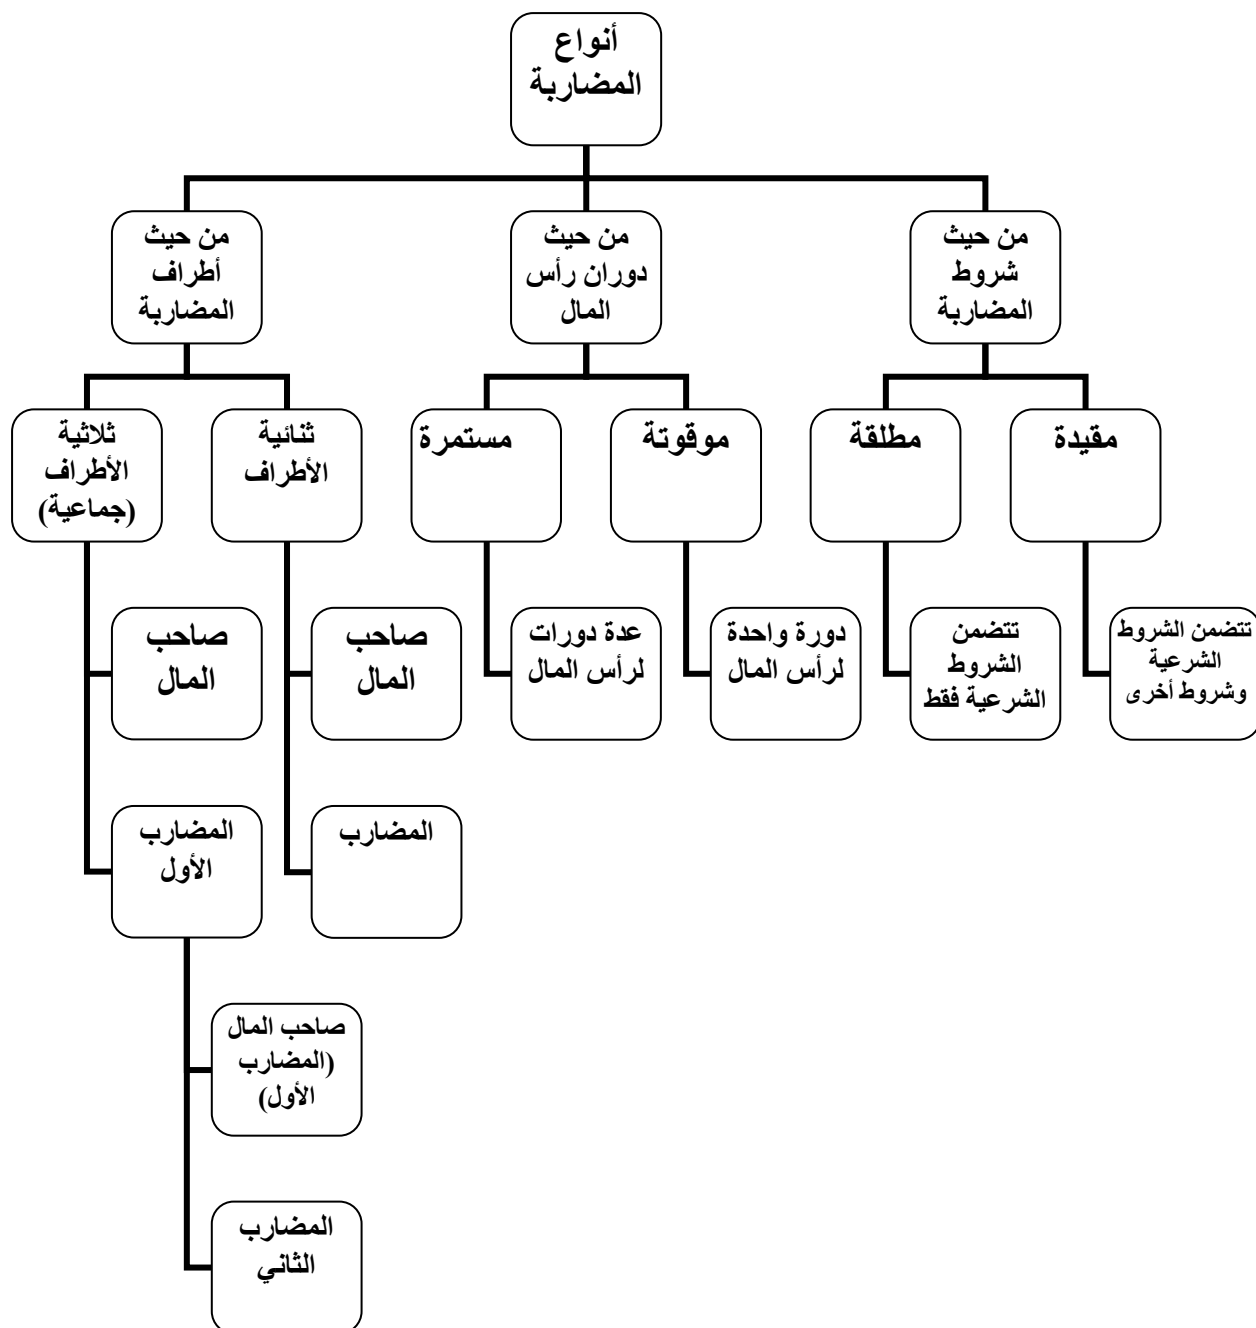 أنواع
المضاربة
من حيث
شروط
المضاربة
من حيث
دوران رأس
المال
من حيث
أطراف
المضاربة
مقيدة
مطلقة
موقوتة
مستمرة
ثنائية
الأطراف
ثلاثية
الأطراف
(جماعية)
تتضمن الشروط
الشرعية
وشروط أخرى
تتضمن
الشروط
الشرعية فقط
دورة واحدة
لرأس المال
عدة دورات
لرأس المال
صاحب
المال
صاحب
المال
المضارب
المضارب
الأول
صاحب المال
(المضارب
الأول)
المضارب
الثاني